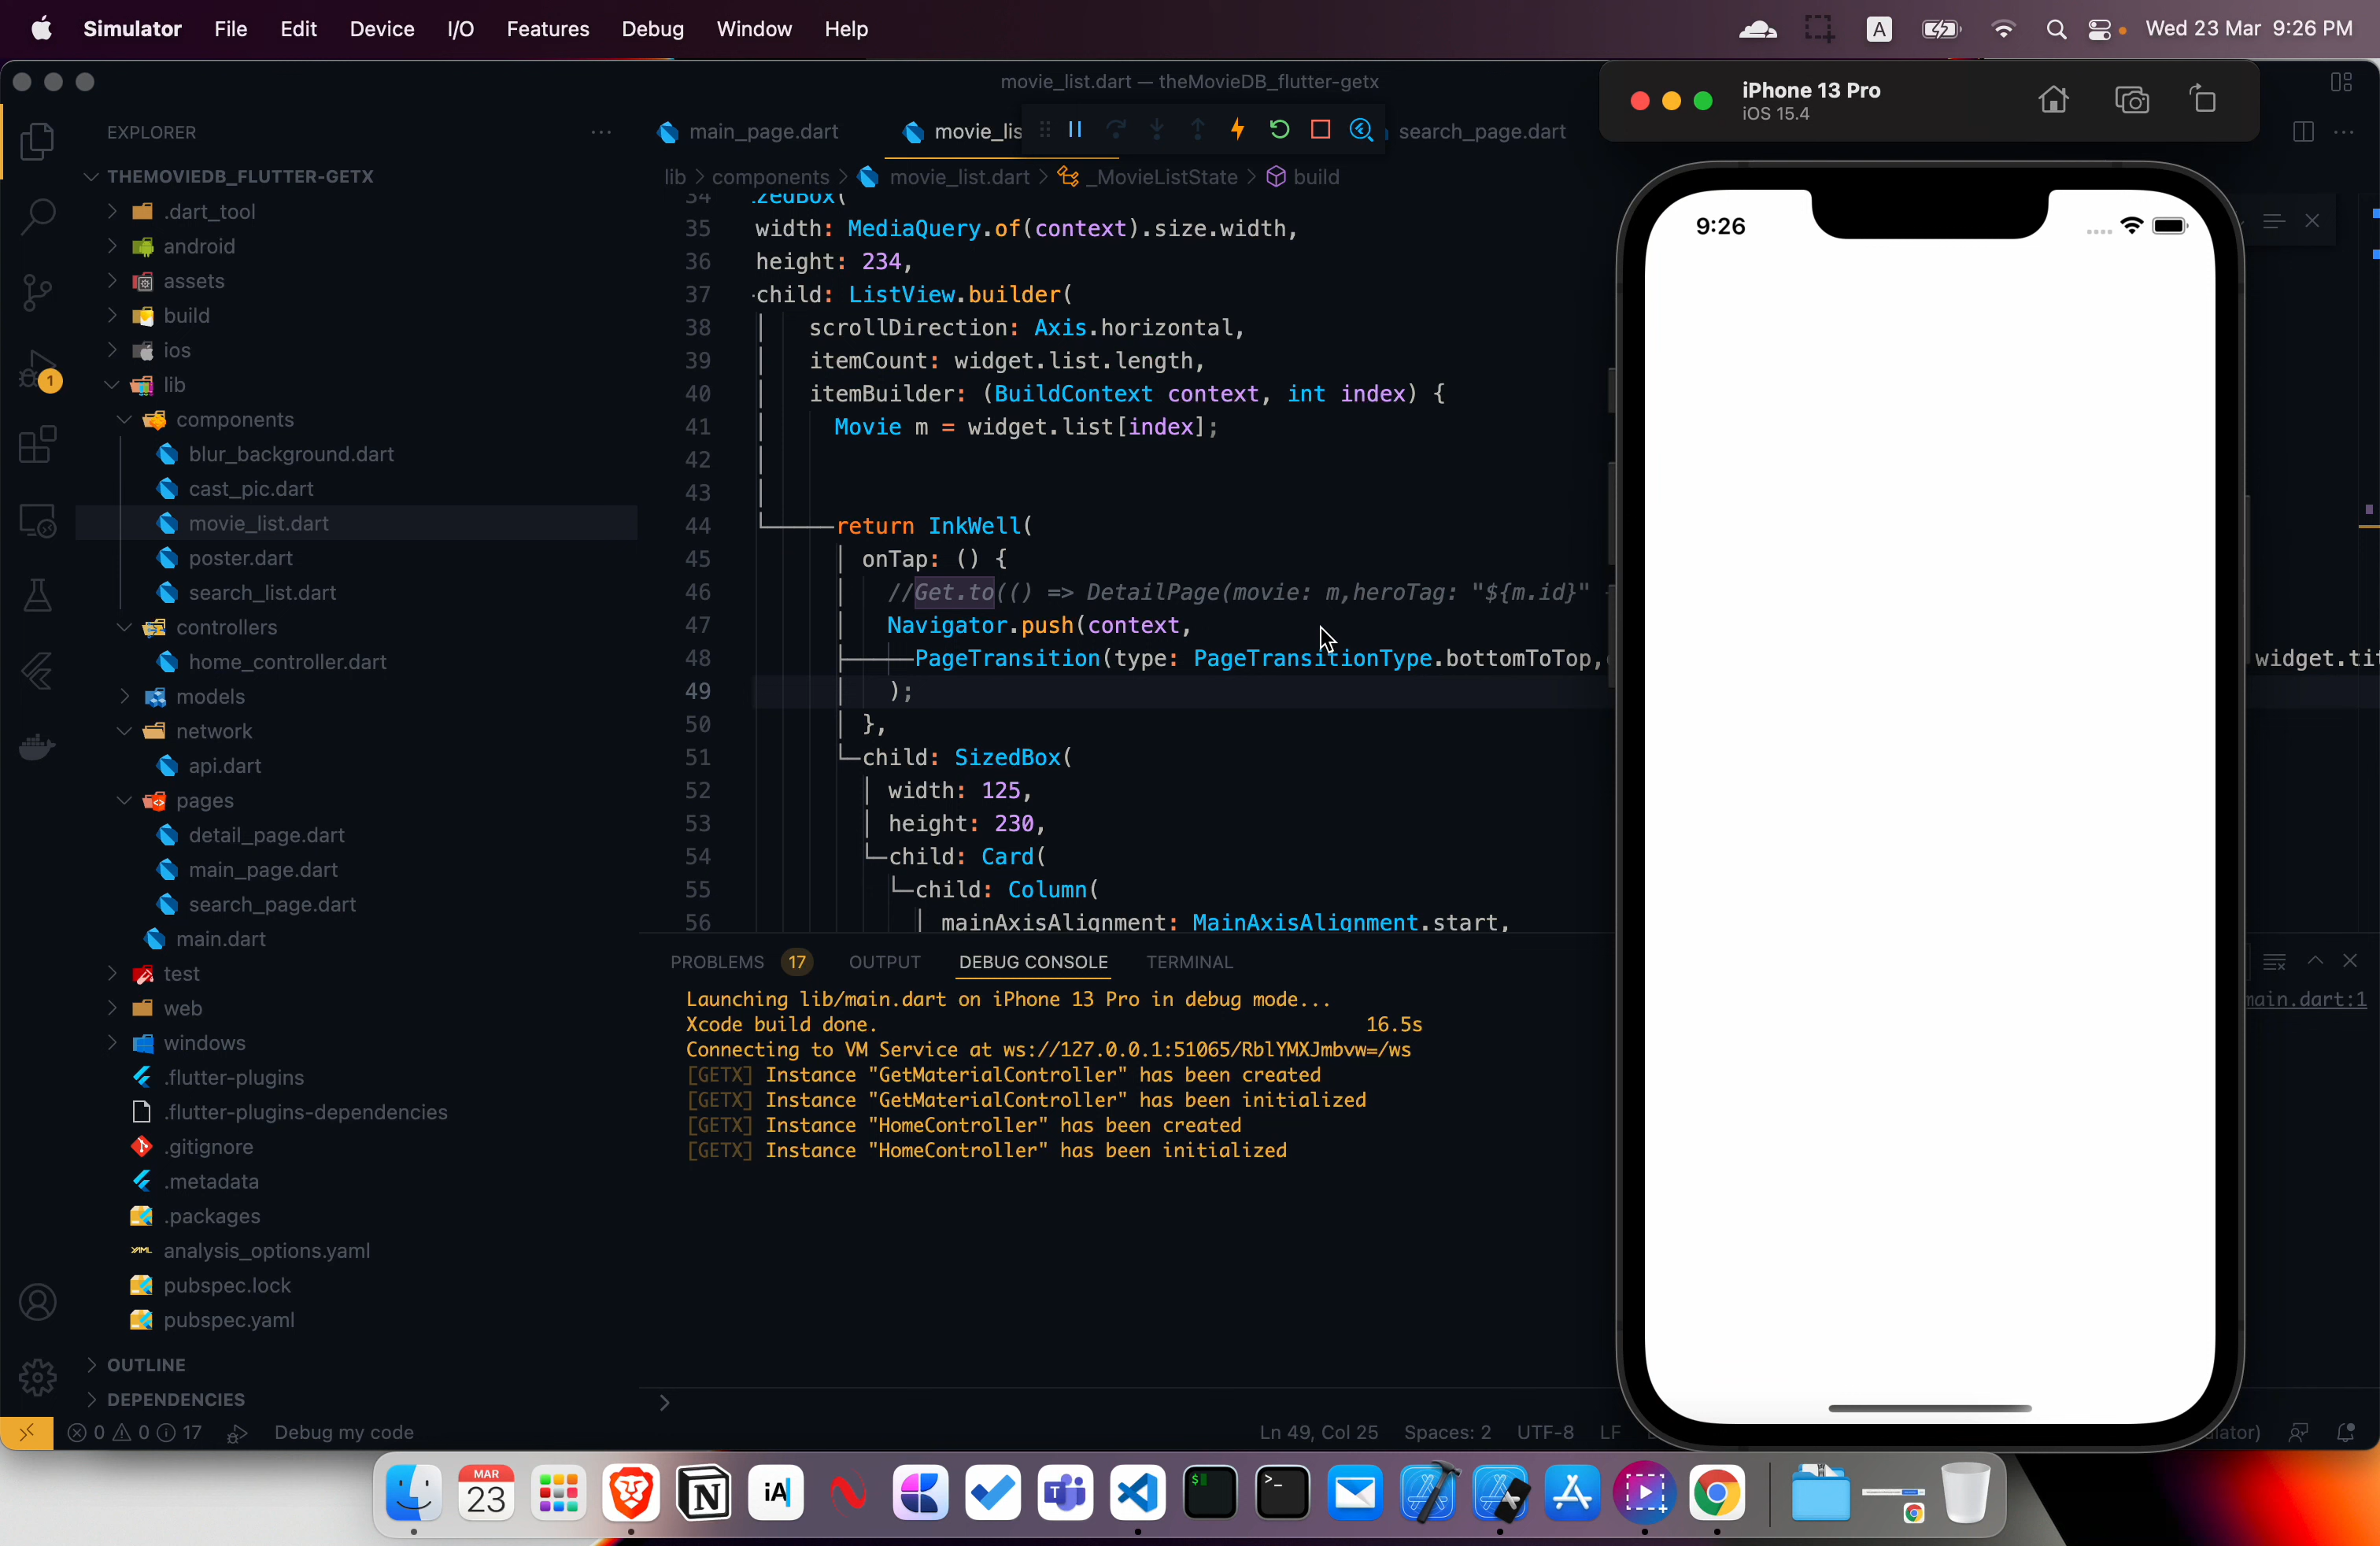 Simulator File Edit Device I/O Features Debug Window Help
A
Wed 23 Mar 9:26 PM
movie_list.dart — theMovieDB_flutter-getx
iPhone 13 Pro
iOS 15.4
EXPLORER
THEMOVIEDB_FLUTTER-GETX
.dart_tool
android
assets
build
ios
lib
components
blur_background.dart
cast_pic.dart
movie_list.dart
poster.dart
search_list.dart
controllers
home_controller.dart
models
network
api.dart
pages
detail_page.dart
main_page.dart
search_page.dart
main.dart
test
web
windows
.flutter-plugins
.flutter-plugins-dependencies
.gitignore
.metadata
.packages
analysis_options.yaml
pubspec.lock
pubspec.yaml
OUTLINE
DEPENDENCIES
1
main_page.dart
movie_lis
search_page.dart
lib > components > movie_list.dart > _MovieListState > build
34 .izedBox(
35 width: MediaQuery.of(context).size.width,
36 height: 234,
37 child: ListView.builder(
38 scrollDirection: Axis.horizontal,
39 itemCount: widget.list.length,
40 itemBuilder: (BuildContext context, int index) {
41 Movie m = widget.list[index];
42
43
44 return InkWell(
45 onTap: () {
46 //Get.to(() => DetailPage(movie: m,heroTag: "${m.id}"
47 Navigator.push(context,
48 PageTransition(type: PageTransitionType.bottomToTop,
widget.tit
49 );
50 },
51 child: SizedBox(
52 width: 125,
53 height: 230,
54 child: Card(
55 child: Column(
56 mainAxisAlignment: MainAxisAlignment.start,
9:26
PROBLEMS 17 OUTPUT DEBUG CONSOLE TERMINAL
Launching lib/main.dart on iPhone 13 Pro in debug mode...
main.dart:1
Xcode build done. 16.5s
Connecting to VM Service at ws://127.0.0.1:51065/RblYMXJmbvw=/ws
[GETX] Instance "GetMaterialController" has been created
[GETX] Instance "GetMaterialController" has been initialized
[GETX] Instance "HomeController" has been created
[GETX] Instance "HomeController" has been initialized
0 0 17 Debug my code
Ln 49, Col 25 Spaces: 2 UTF-8 LF
lator)
MAR
23
N
iA
T
$
>_